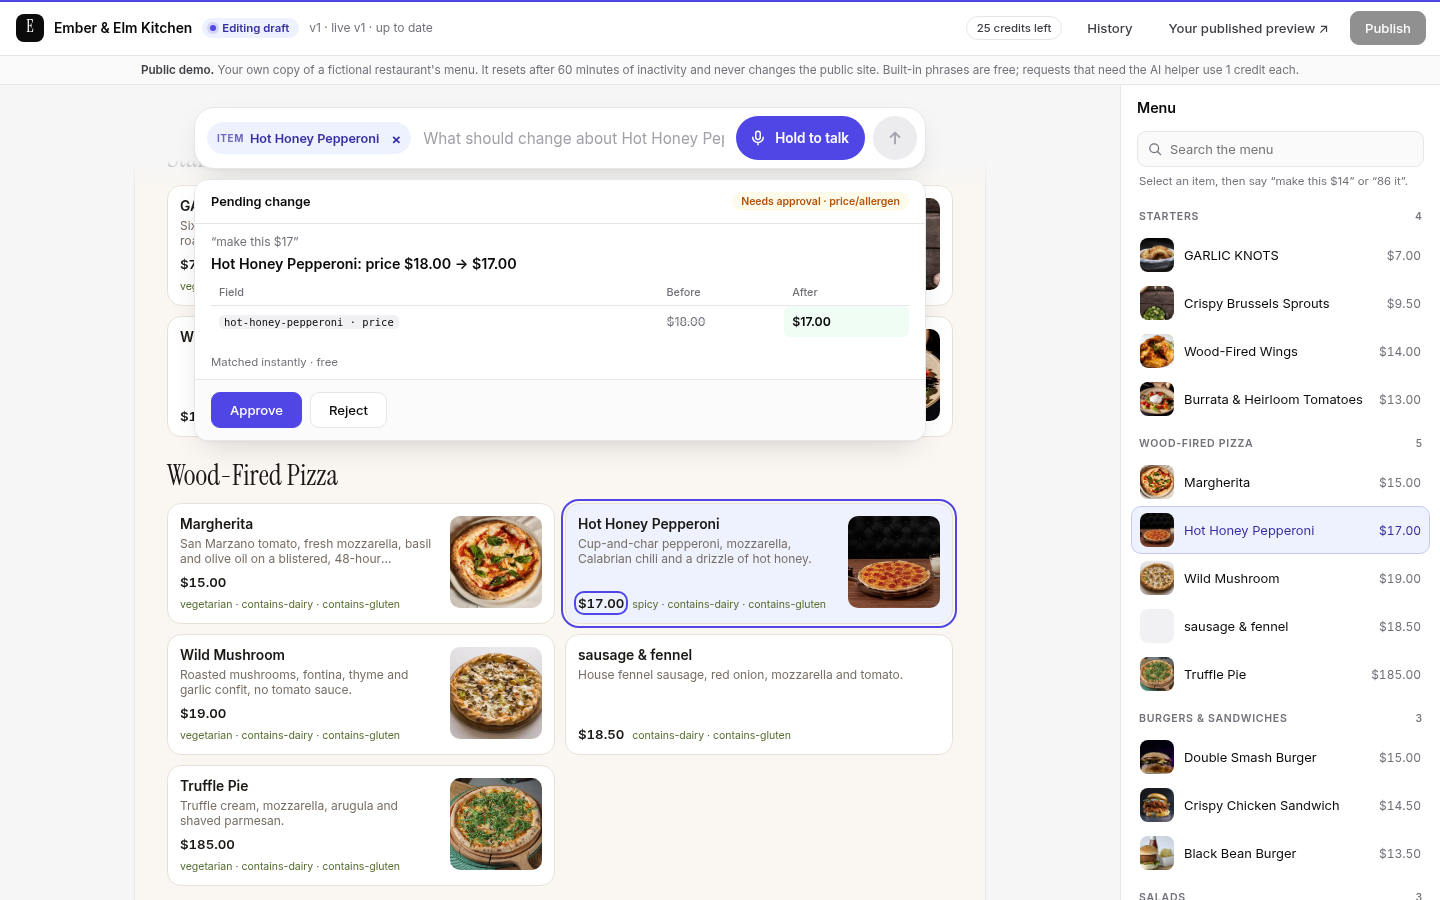 E Ember & Elm Kitchen Editing draft v1 · live v1 · up to date 25 credits left History Your published preview ↗ Publish
Public demo. Your own copy of a fictional restaurant's menu. It resets after 60 minutes of inactivity and never changes the public site. Built-in phrases are free; requests that need the AI helper use 1 credit each.
ITEM Hot Honey Pepperoni × What should change about Hot Honey Pep Hold to talk
Pending change Needs approval · price/allergen
“make this $17”
Hot Honey Pepperoni: price $18.00 → $17.00
Field Before After
hot-honey-pepperoni · price $18.00 $17.00
Matched instantly · free
Approve Reject
Wood-Fired Pizza
Margherita
San Marzano tomato, fresh mozzarella, basil
and olive oil on a blistered, 48-hour…
$15.00
vegetarian · contains-dairy · contains-gluten
Hot Honey Pepperoni
Cup-and-char pepperoni, mozzarella,
Calabrian chili and a drizzle of hot honey.
$17.00 spicy · contains-dairy · contains-gluten
Wild Mushroom
Roasted mushrooms, fontina, thyme and
garlic confit, no tomato sauce.
$19.00
vegetarian · contains-dairy · contains-gluten
sausage & fennel
House fennel sausage, red onion, mozzarella and tomato.
$18.50 contains-dairy · contains-gluten
Truffle Pie
Truffle cream, mozzarella, arugula and
shaved parmesan.
$185.00
vegetarian · contains-dairy · contains-gluten
Menu
Search the menu
Select an item, then say “make this $14” or “86 it”.
STARTERS 4
GARLIC KNOTS $7.00
Crispy Brussels Sprouts $9.50
Wood-Fired Wings $14.00
Burrata & Heirloom Tomatoes $13.00
WOOD-FIRED PIZZA 5
Margherita $15.00
Hot Honey Pepperoni $17.00
Wild Mushroom $19.00
sausage & fennel $18.50
Truffle Pie $185.00
BURGERS & SANDWICHES 3
Double Smash Burger $15.00
Crispy Chicken Sandwich $14.50
Black Bean Burger $13.50
SALADS 3